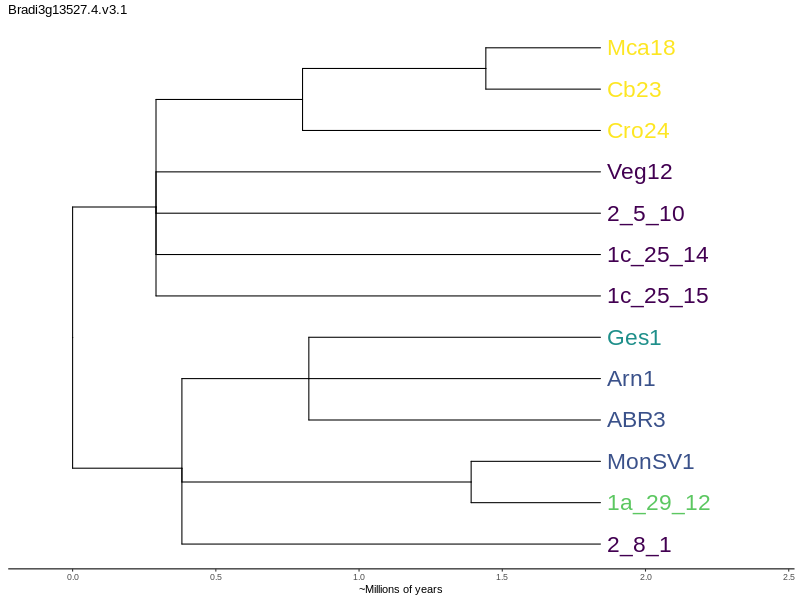 Bradi3g13527.4.v3.1
Mca18
Cb23
Cro24
Veg12
2_5_10
1c_25_14
1c_25_15
Ges1
Arn1
ABR3
MonSV1
1a_29_12
2_8_1
0.0 0.5 1.0 1.5 2.0 2.5
~Millions of years